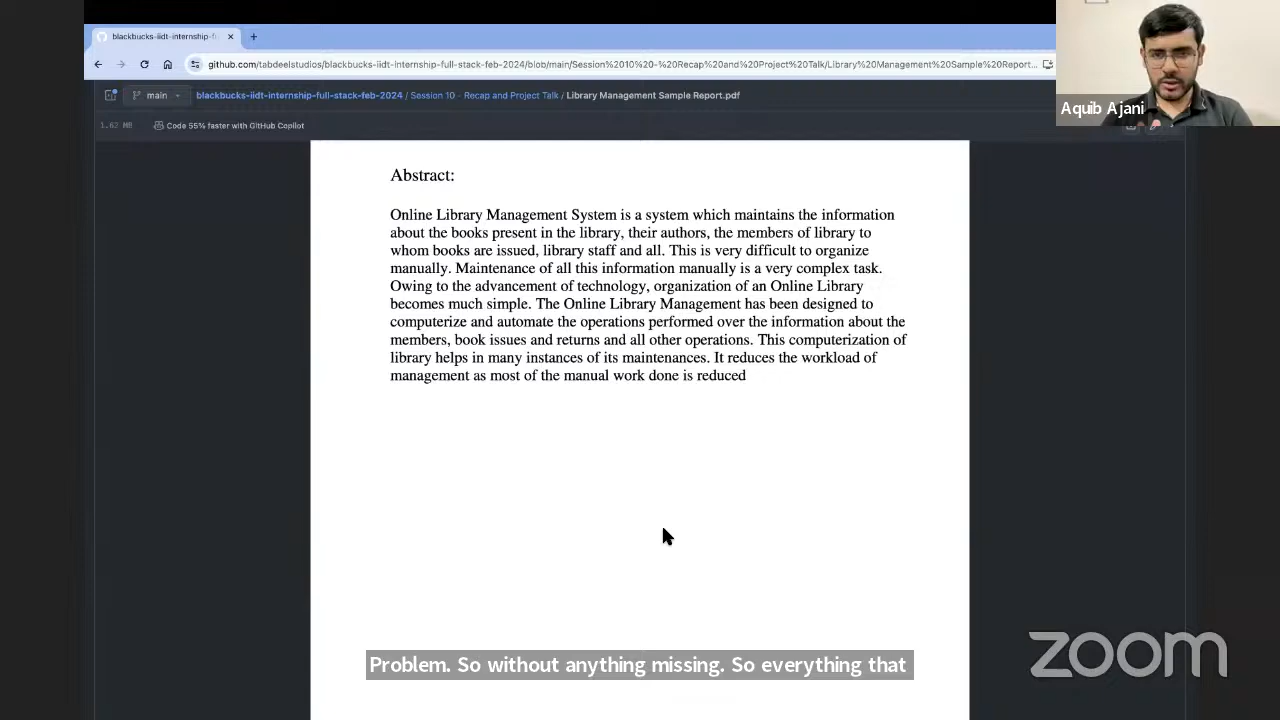 blackbucks-iidt-internship-f
github.com/tabdeelstudios/blackbucks-iidt-internship-full-stack-feb-2024/blob/main/Session%2010%20-%20Recap%20and%20Project%20Talk/Library%20Management%20Sample%20Report...
Aquib Ajani
main
blackbucks-iidt-internship-full-stack-feb-2024 / Session 10 - Recap and Project Talk / Library Management Sample Report.pdf
1.62 MB
Code 55% faster with GitHub Copilot
Abstract:
Online Library Management System is a system which maintains the information
about the books present in the library, their authors, the members of library to
whom books are issued, library staff and all. This is very difficult to organize
manually. Maintenance of all this information manually is a very complex task.
Owing to the advancement of technology, organization of an Online Library
becomes much simple. The Online Library Management has been designed to
computerize and automate the operations performed over the information about the
members, book issues and returns and all other operations. This computerization of
library helps in many instances of its maintenances. It reduces the workload of
management as most of the manual work done is reduced
Problem. So without anything missing. So everything that
zoom